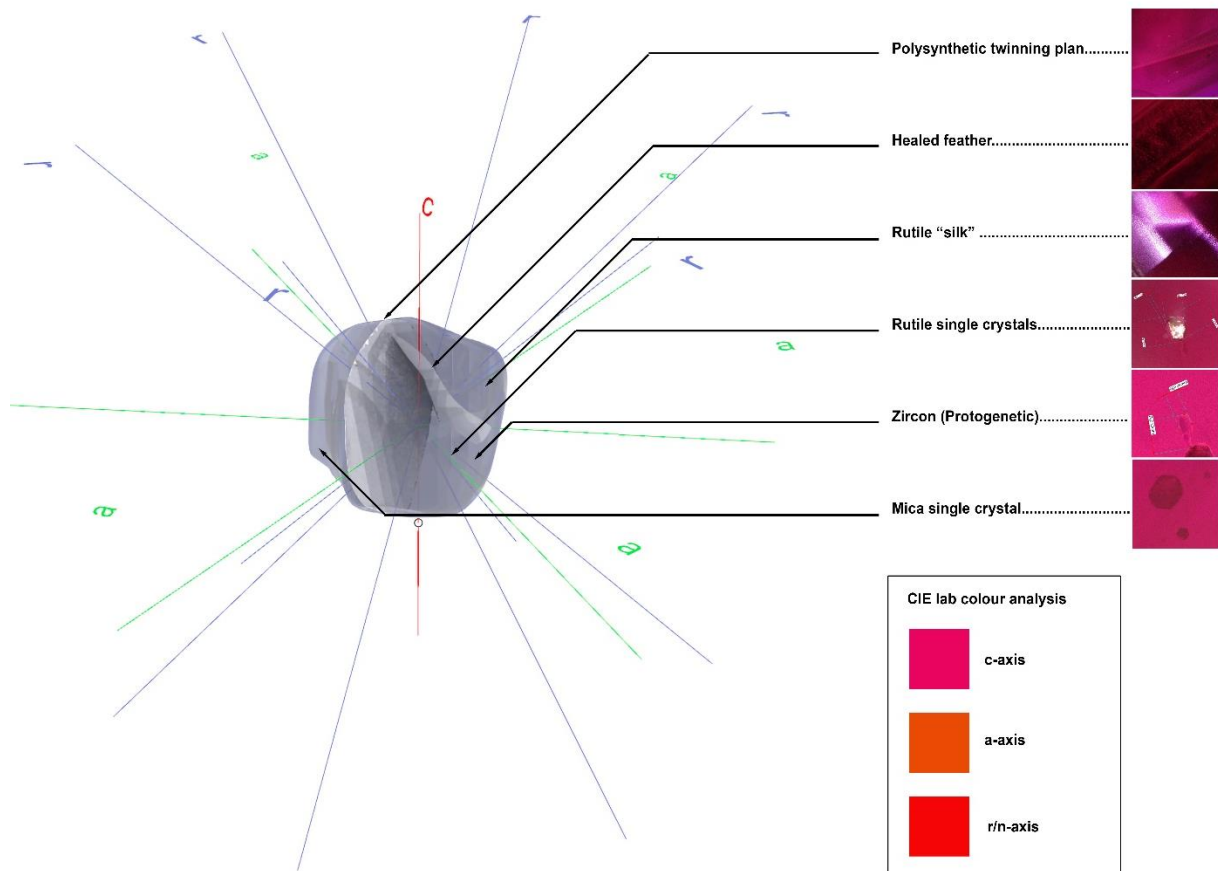 r
r
r
r
a
a
c
r
r
a
a
a
Polysynthetic twinning plan...........
Healed feather.................................
Rutile “silk” ....................................
Rutile single crystals.......................
Zircon (Protogenetic).......................
Mica single crystal...........................
CIE lab colour analysis
c-axis
a-axis
r/n-axis